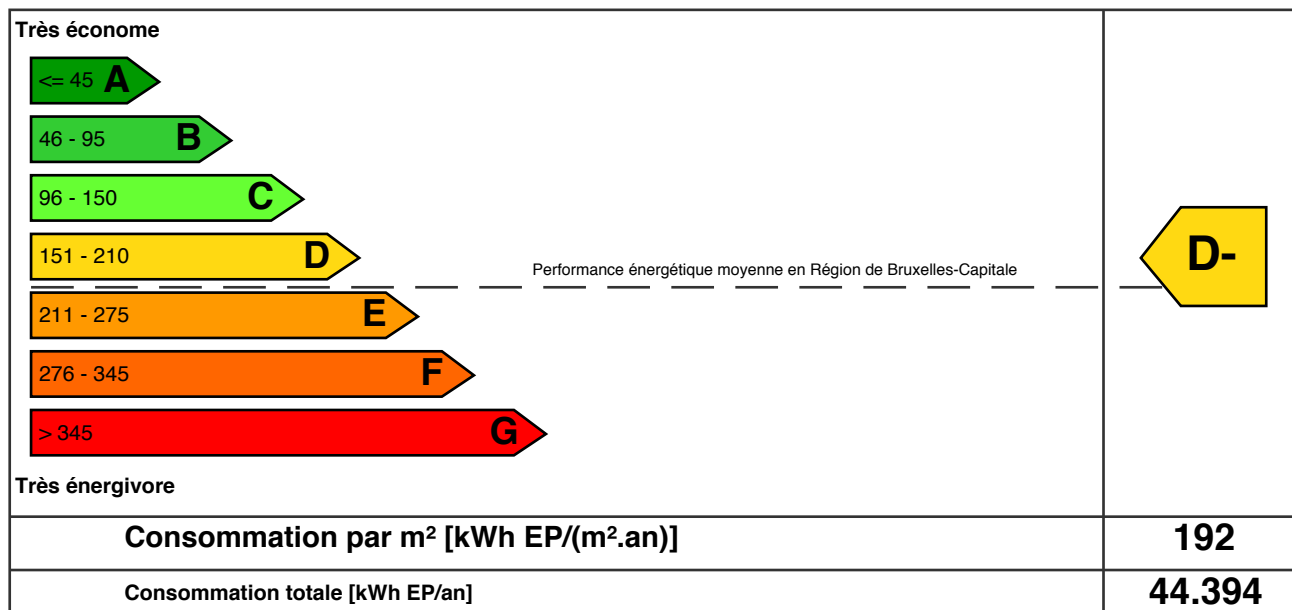 Très économe
<= 45 A
46 - 95 B
96 - 150 C
151 - 210 D
Performance énergétique moyenne en Région de Bruxelles-Capitale
D-
211 - 275 E
276 - 345 F
> 345 G
Très énergivore
Consommation par m² [kWh EP/(m².an)] 192
Consommation totale [kWh EP/an] 44.394